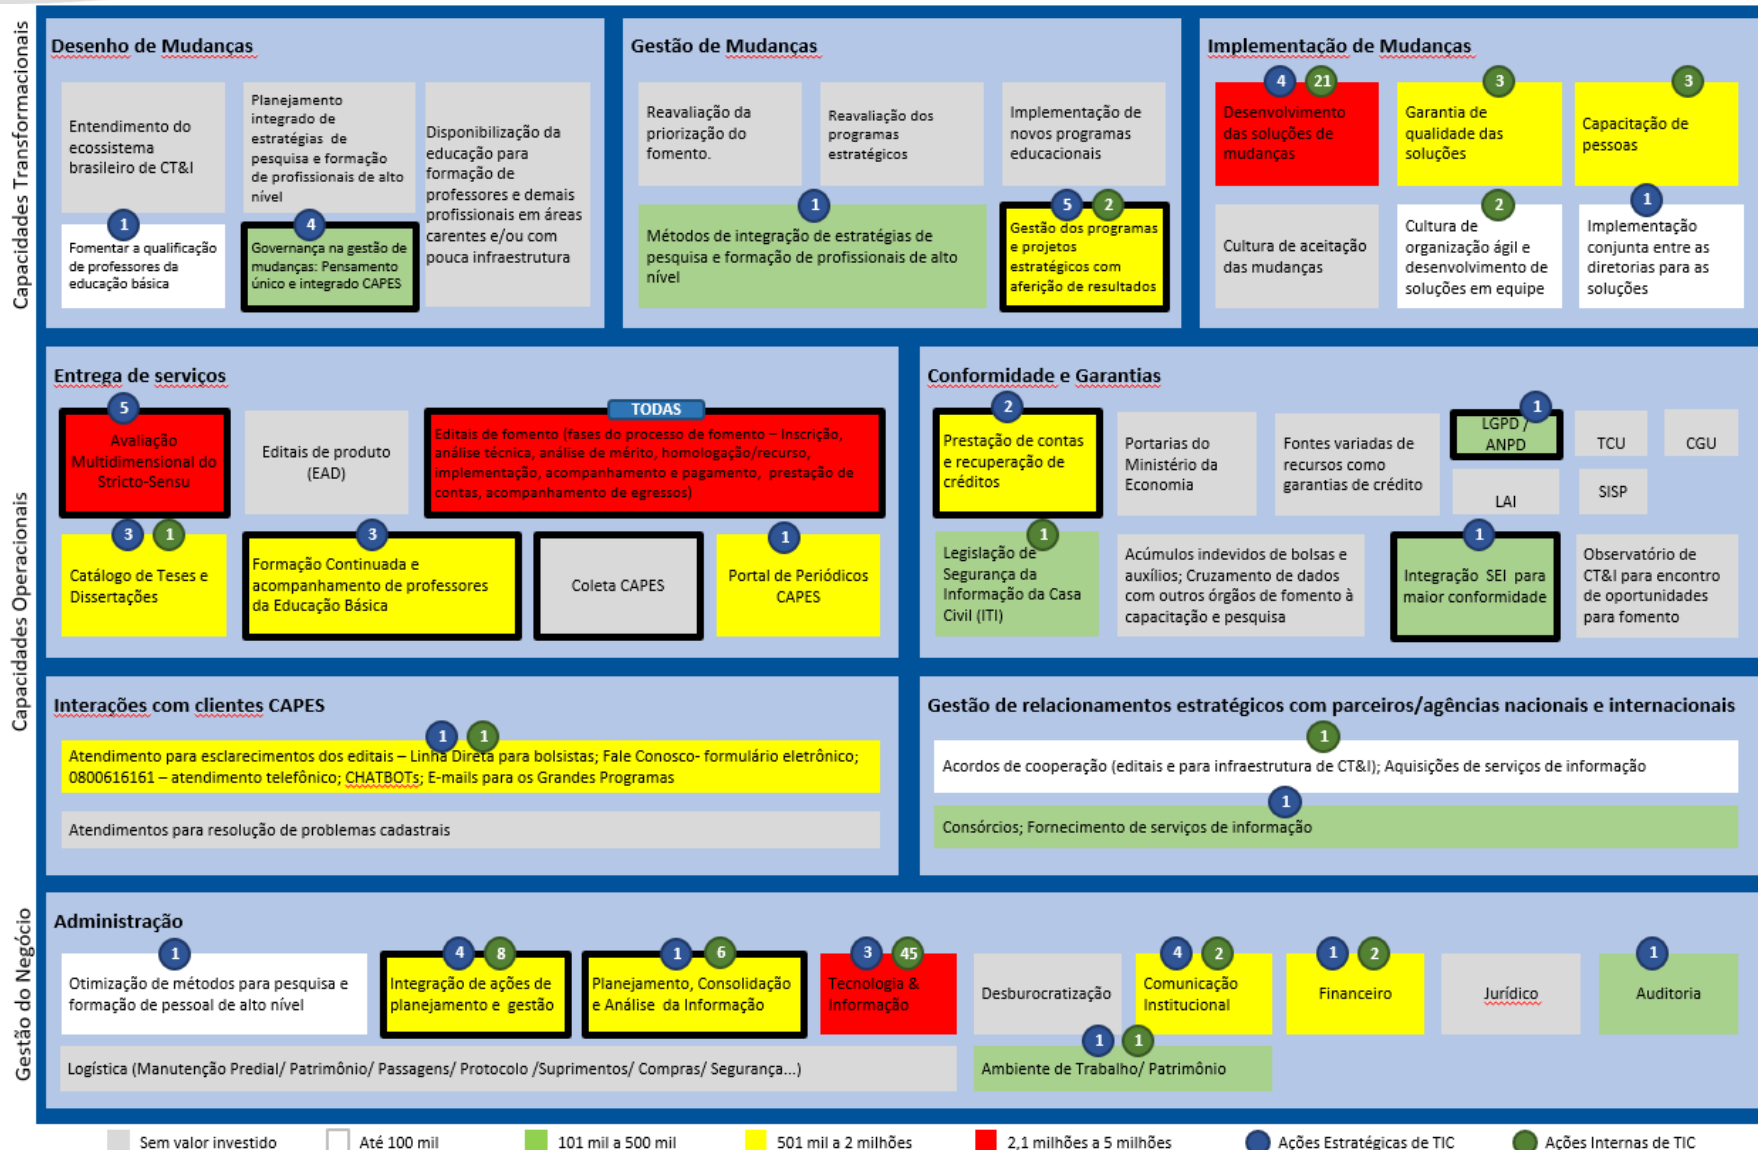 Capacidades Transformacionais
Desenho de Mudanças
Entendimento do
ecossistema
brasileiro de CT&I
Planejamento
integrado de
estratégias de
pesquisa e formação
de profissionais de alto
nível
Disponibilização da
educação para
formação de
professores e demais
profissionais em áreas
carentes e/ou com
pouca infraestrutura
1
Fomentar a qualificação
de professores da
educação básica
4
Governança na gestão de
mudanças: Pensamento
único e integrado CAPES
Gestão de Mudanças
Reavaliação da
priorização do
fomento.
Reavaliação dos
programas
estratégicos
Implementação de
novos programas
educacionais
1
Métodos de integração de estratégias de
pesquisa e formação de profissionais de alto
nível
5 2
Gestão dos programas
e projetos
estratégicos com
aferição de resultados
Implementação de Mudanças
4 21
Desenvolvimento
das soluções de
mudanças
3
Garantia de
qualidade das
soluções
3
Capacitação de
pessoas
Cultura de aceitação
das mudanças
2
Cultura de
organização ágil e
desenvolvimento de
soluções em equipe
1
Implementação
conjunta entre as
diretorias para as
soluções
Capacidades Operacionais
Entrega de serviços
5
Avaliação
Multidimensional do
Stricto-Sensu
Editais de produto
(EAD)
TODAS
Editais de fomento (fases do processo de fomento – Inscrição,
análise técnica, análise de mérito, homologação/recurso,
implementação, acompanhamento e pagamento, prestação de
contas, acompanhamento de egressos)
3 1
Catálogo de Teses e
Dissertações
3
Formação Continuada e
acompanhamento de professores
da Educação Básica
Coleta CAPES
1
Portal de Periódicos
CAPES
Conformidade e Garantias
2
Prestação de contas
e recuperação de
créditos
Portarias do
Ministério da
Economia
Fontes variadas de
recursos como
garantias de crédito
1
LGPD /
ANPD
TCU
CGU
LAI
SISP
1
Legislação de
Segurança da
Informação da Casa
Civil (ITI)
Acúmulos indevidos de bolsas e
auxílios; Cruzamento de dados
com outros órgãos de fomento à
capacitação e pesquisa
1
Integração SEI para
maior conformidade
Observatório de
CT&I para encontro
de oportunidades
para fomento
Interações com clientes CAPES
1 1
Atendimento para esclarecimentos dos editais – Linha Direta para bolsistas; Fale Conosco- formulário eletrônico;
0800616161 – atendimento telefônico; CHATBOTs; E-mails para os Grandes Programas
Atendimentos para resolução de problemas cadastrais
Gestão de relacionamentos estratégicos com parceiros/agências nacionais e internacionais
1
Acordos de cooperação (editais e para infraestrutura de CT&I); Aquisições de serviços de informação
1
Consórcios; Fornecimento de serviços de informação
Gestão do Negócio
Administração
1
Otimização de métodos para pesquisa e
formação de pessoal de alto nível
4 8
Integração de ações de
planejamento e gestão
1 6
Planejamento, Consolidação
e Análise da Informação
3 45
Tecnologia &
Informação
Desburocratização
4 2
Comunicação
Institucional
1 2
Financeiro
Jurídico
1
Auditoria
Logística (Manutenção Predial/ Patrimônio/ Passagens/ Protocolo /Suprimentos/ Compras/ Segurança...)
1 1
Ambiente de Trabalho/ Patrimônio
Sem valor investido
Até 100 mil
101 mil a 500 mil
501 mil a 2 milhões
2,1 milhões a 5 milhões
Ações Estratégicas de TIC
Ações Internas de TIC